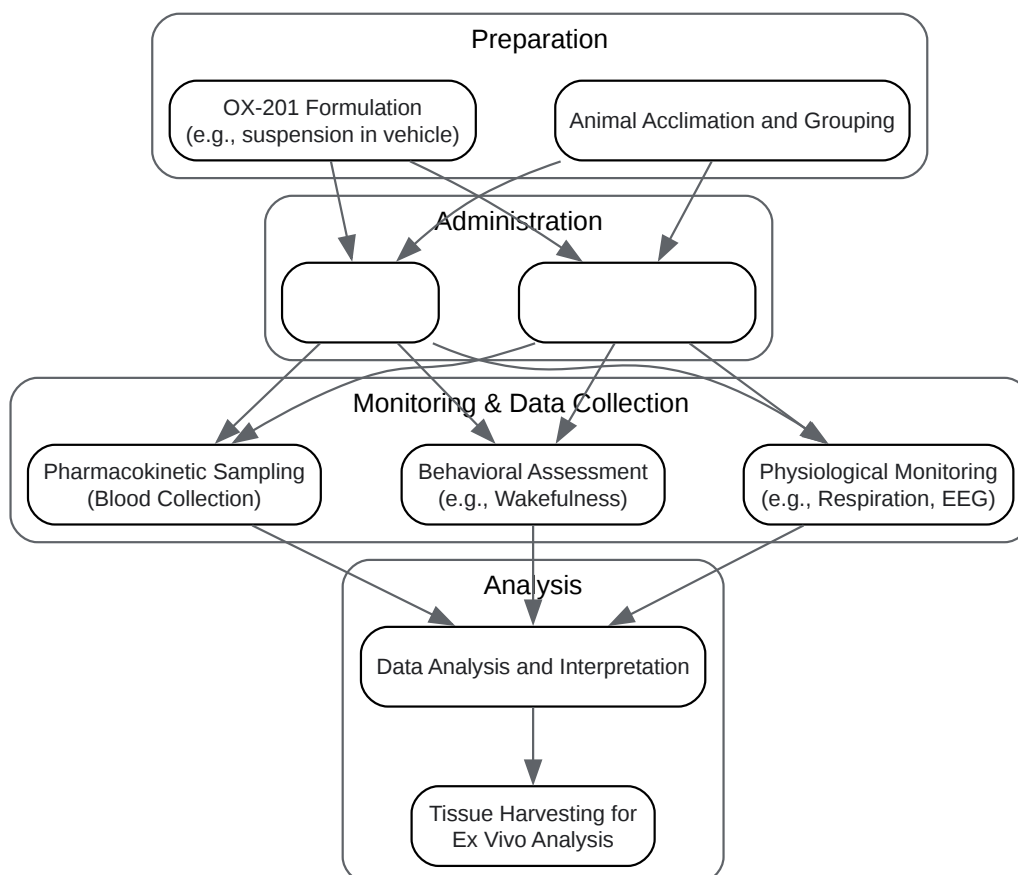 Preparation
OX-201 Formulation
(e.g., suspension in vehicle)
Animal Acclimation and Grouping
Administration
Monitoring & Data Collection
Pharmacokinetic Sampling
(Blood Collection)
Behavioral Assessment
(e.g., Wakefulness)
Physiological Monitoring
(e.g., Respiration, EEG)
Analysis
Data Analysis and Interpretation
Tissue Harvesting for
Ex Vivo Analysis